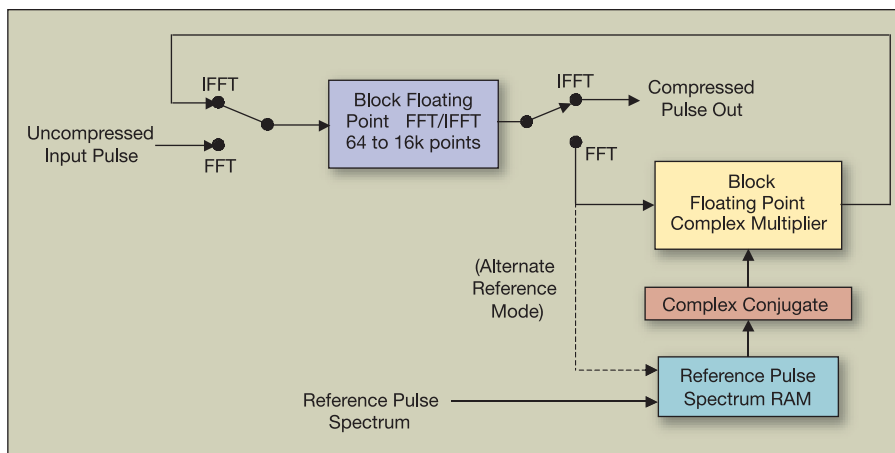 IFFT
Uncompressed
Input Pulse
FFT
Block Floating
Point FFT/IFFT
64 to 16k points
IFFT
Compressed
Pulse Out
FFT
Block
Floating Point
Complex Multiplier
(Alternate
Reference
Mode)
Complex Conjugate
Reference Pulse
Spectrum RAM
Reference Pulse
Spectrum